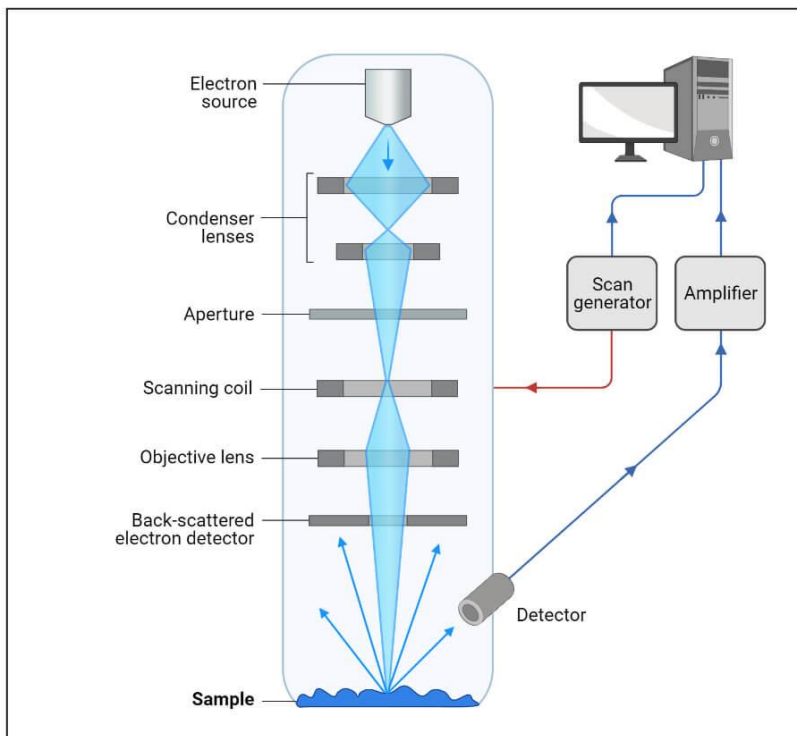 Electron
source
Condenser
lenses
Aperture
Scanning coil
Objective lens
Back-scattered
electron detector
Sample
Scan
generator
Amplifier
Detector